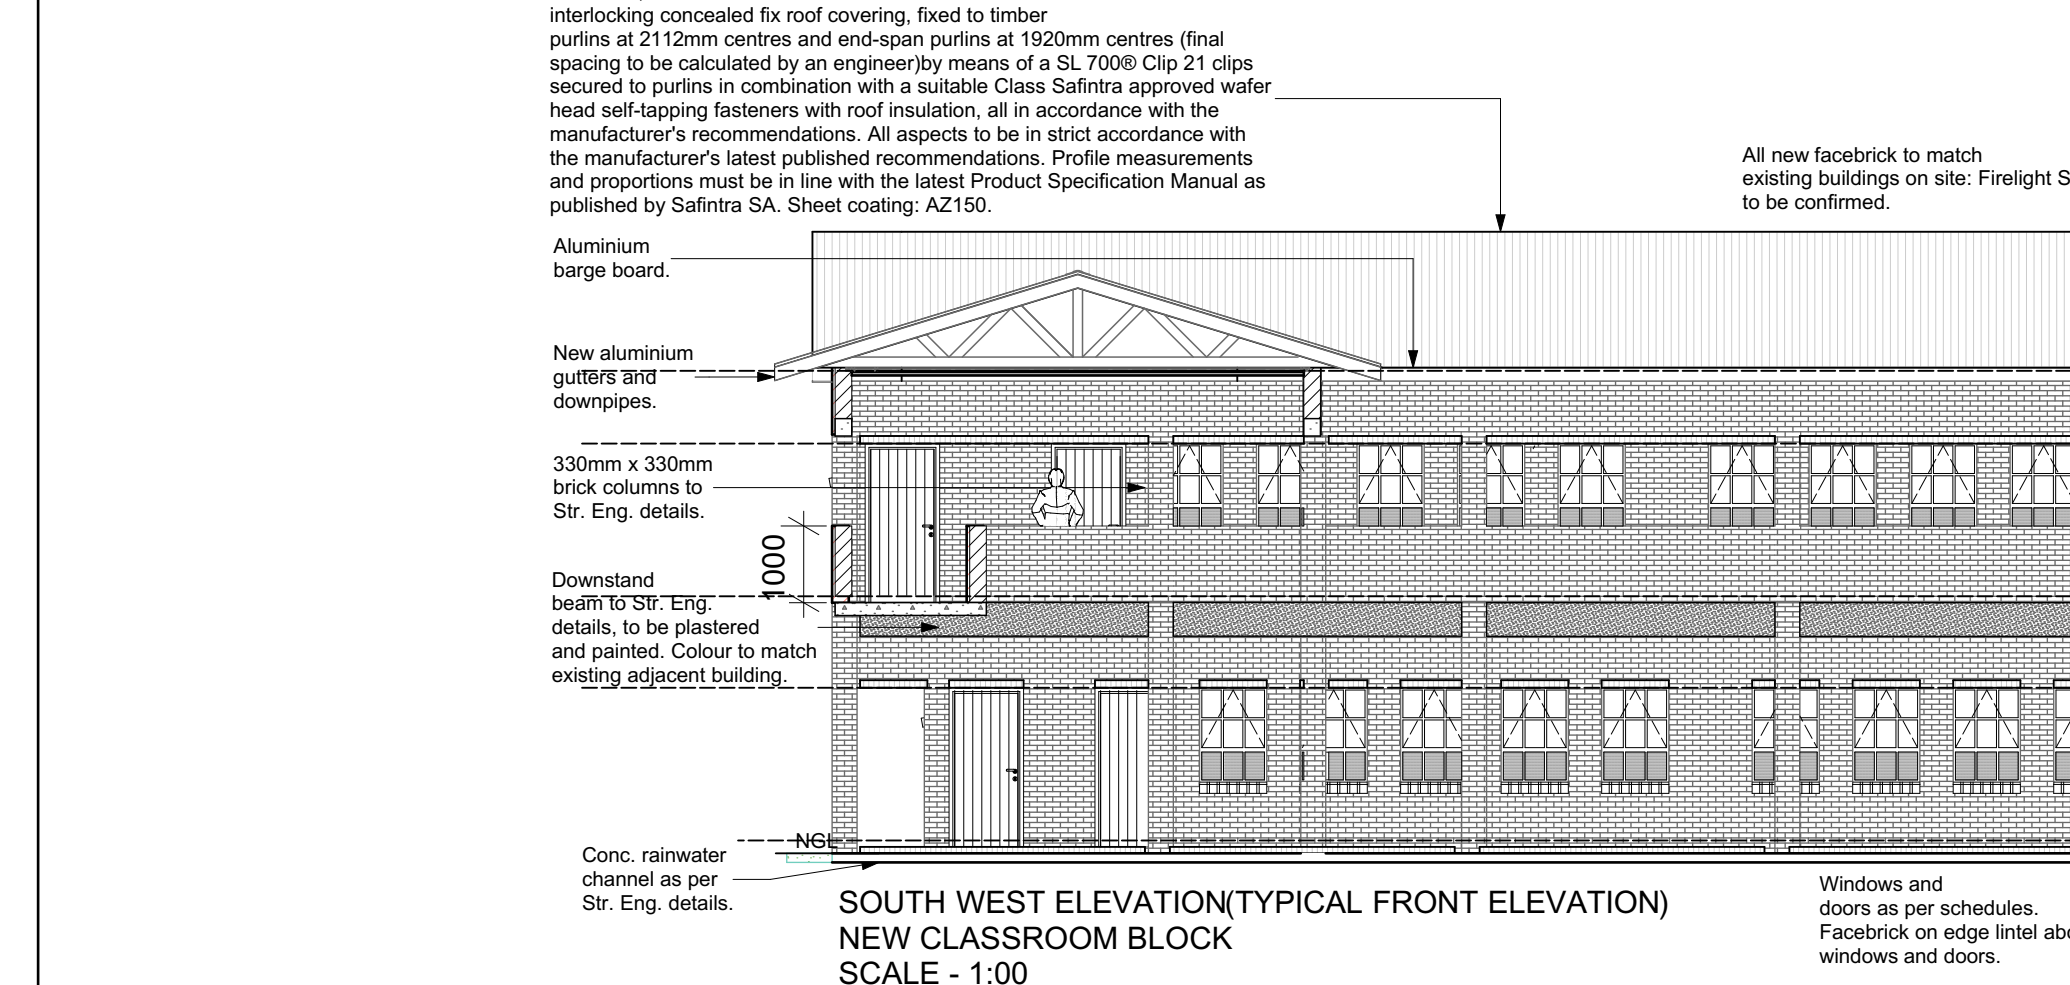 interlocking concealed fix roof covering, fixed to timber
purlins at 2112mm centres and end-span purlins at 1920mm centres (final
spacing to be calculated by an engineer)by means of a SL 700® Clip 21 clips
secured to purlins in combination with a suitable Class Safintra approved wafer
head self-tapping fasteners with roof insulation, all in accordance with the
manufacturer's recommendations. All aspects to be in strict accordance with
the manufacturer's latest published recommendations. Profile measurements
and proportions must be in line with the latest Product Specification Manual as
published by Safintra SA. Sheet coating: AZ150.
All new facebrick to match
existing buildings on site: Firelight S
to be confirmed.
Aluminium
barge board.
New aluminium
gutters and
downpipes.
330mm x 330mm
brick columns to
Str. Eng. details.
1000
Downstand
beam to Str. Eng.
details, to be plastered
and painted. Colour to match
existing adjacent building.
NGL
Conc. rainwater
channel as per
Str. Eng. details.
SOUTH WEST ELEVATION(TYPICAL FRONT ELEVATION)
NEW CLASSROOM BLOCK
SCALE - 1:00
Windows and
doors as per schedules.
Facebrick on edge lintel abo
windows and doors.